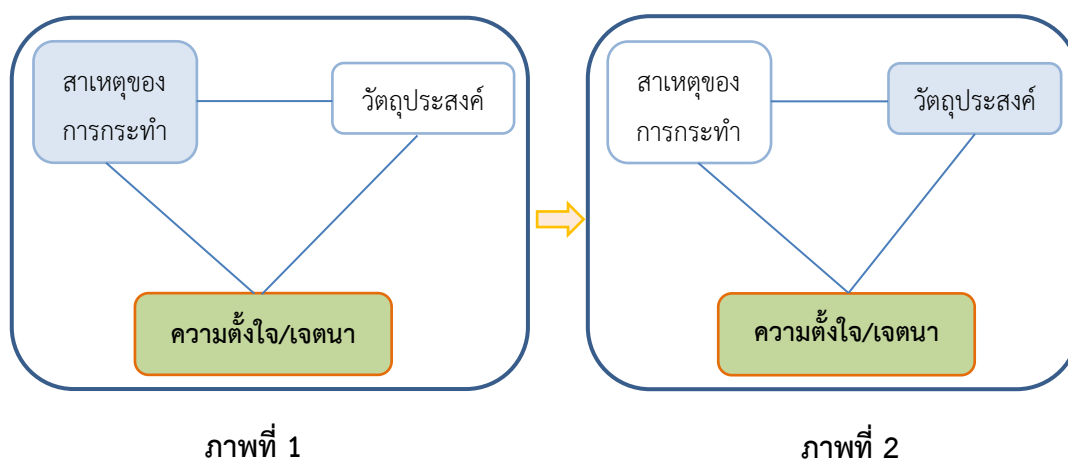 สาเหตุของ
การกระทำ
วัตถุประสงค์
ความตั้งใจ/เจตนา
ภาพที่ 1
สาเหตุของ
การกระทำ
วัตถุประสงค์
ความตั้งใจ/เจตนา
ภาพที่ 2